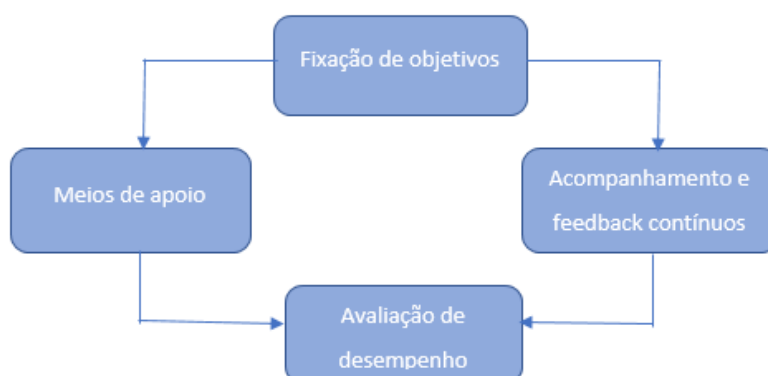 Fixação de objetivos
Meios de apoio
Acompanhamento e
feedback contínuos
Avaliação de
desempenho